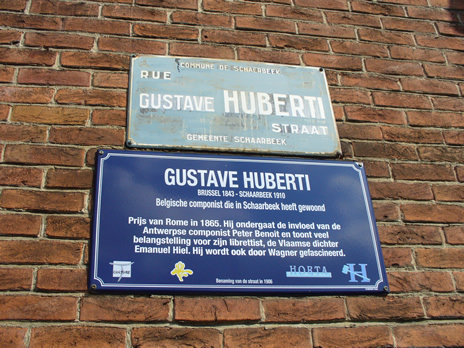 COMMUNE DE SCHAERBEEK
RUE
GUSTAVE HUBERTI
STRAAT
GEMEENTE SCHAARBEEK
GUSTAVE HUBERTI
BRUSSEL 1843 - SCHAARBEEK 1910
Belgische componist die in Schaarbeek heeft gewoond
Prijs van Rome in 1865. Hij ondergaat de invloed van de
Antwerpse componist Peter Benoit en toont veel
belangstelling voor zijn librettist, de Vlaamse dichter
Emanuel Hiel. Hij wordt ook door Wagner gefascineerd.
HORTA
H
Benaming van de straat in 1906